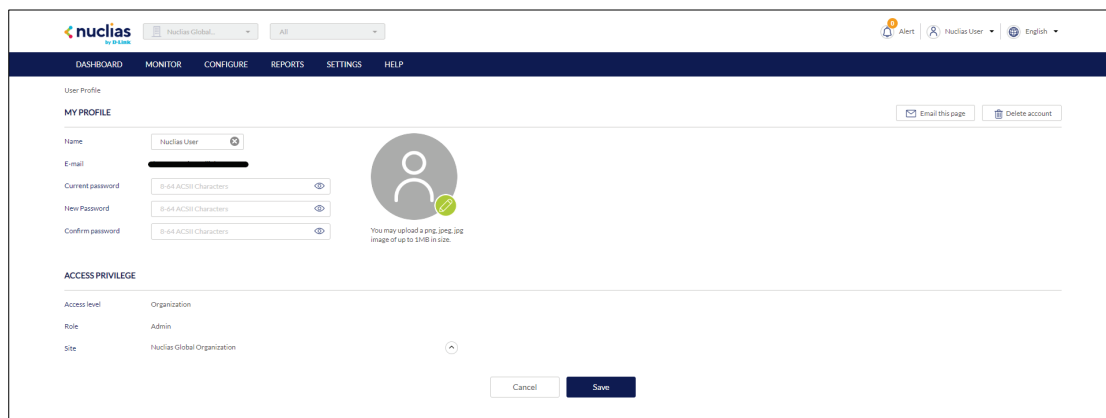 nuclias
by D-Link
Nuclias Global..
All
0
Alert
Nuclias User
English
DASHBOARD MONITOR CONFIGURE REPORTS SETTINGS HELP
User Profile
MY PROFILE
Email this page
Delete account
Name
Nuclias User
E-mail
Current password
8-64 ACSII Characters
New Password
8-64 ACSII Characters
Confirm password
8-64 ACSII Characters
You may upload a png, jpeg, jpg
image of up to 1MB in size.
ACCESS PRIVILEGE
Access level Organization
Role Admin
Site Nuclias Global Organization
Cancel
Save